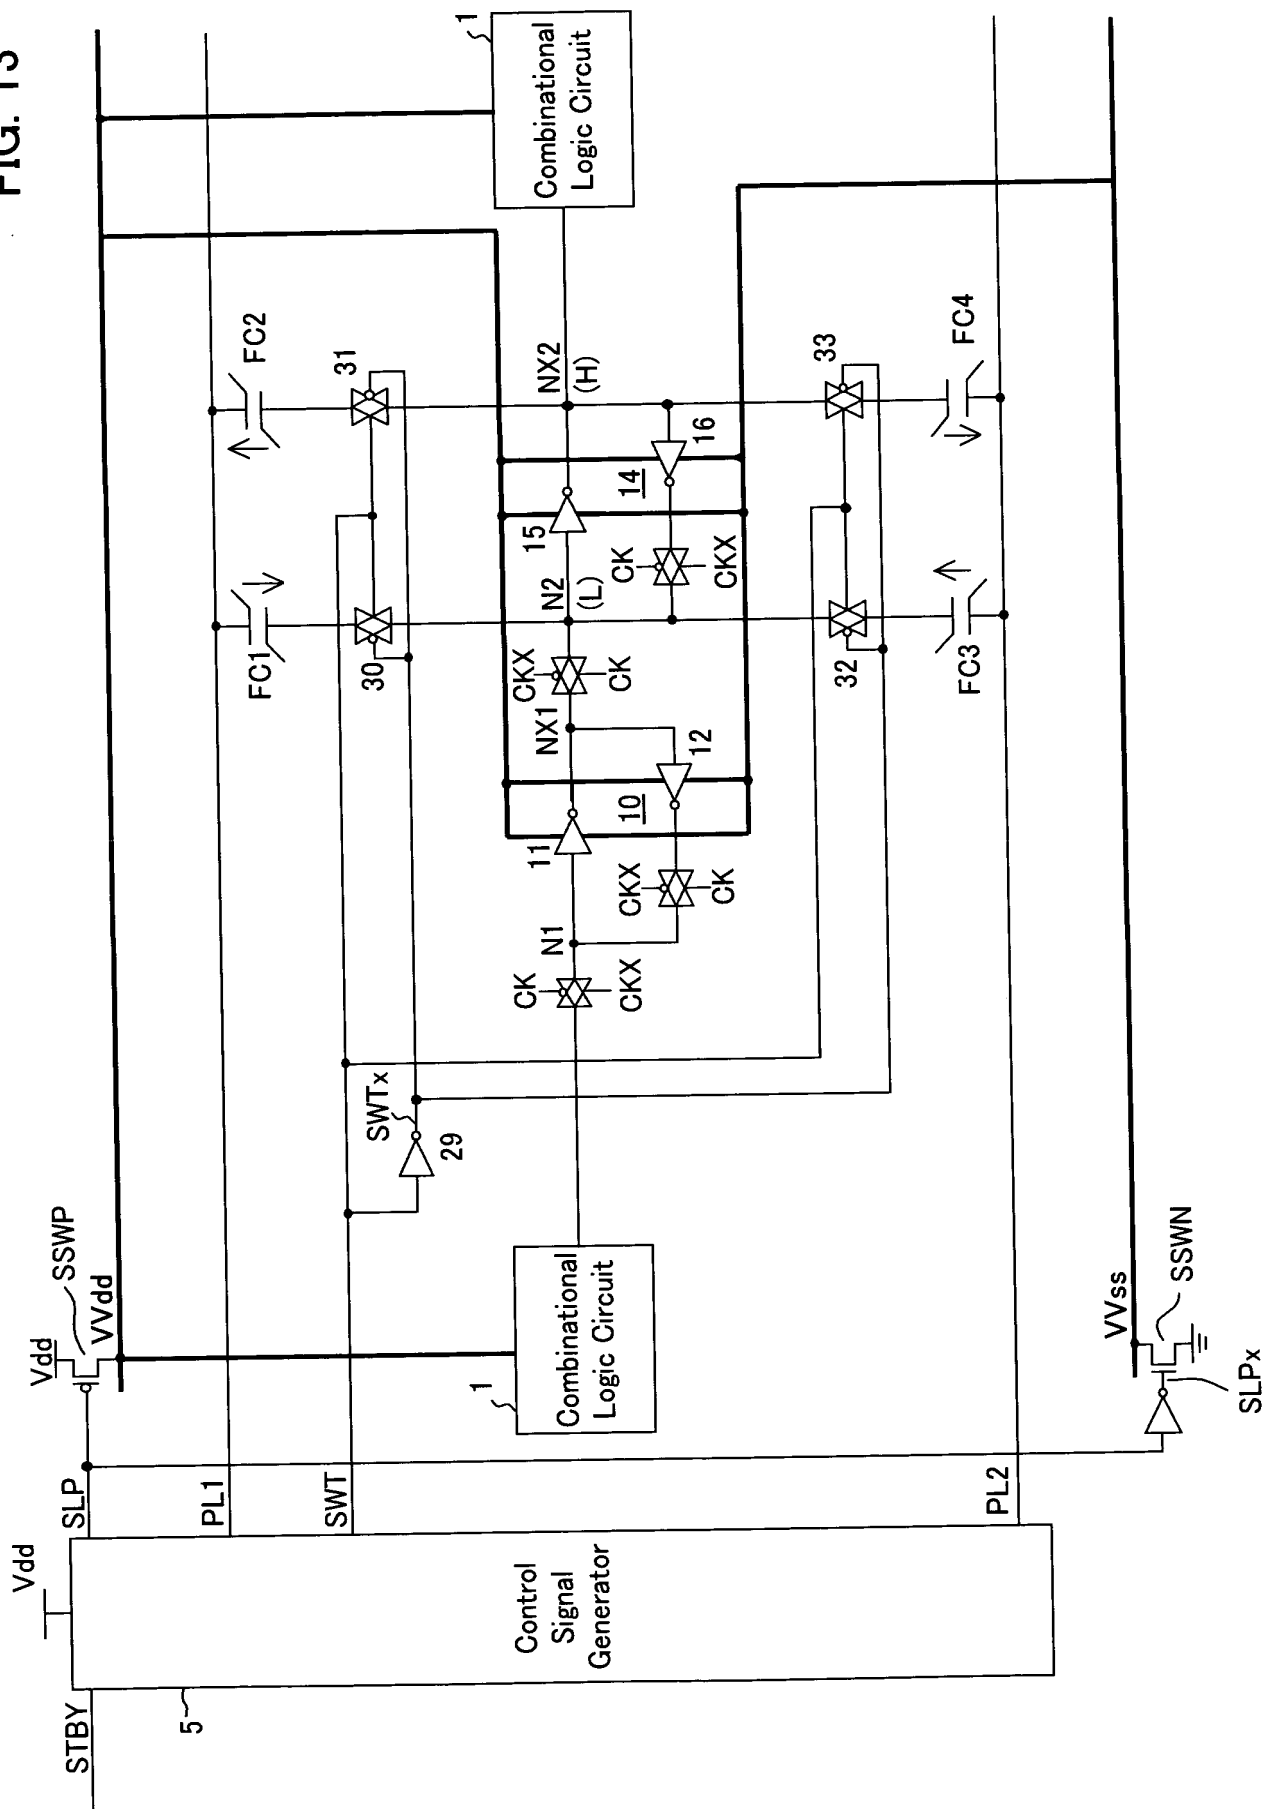 FIG. 13
STBY
Vdd
5
Control
Signal
Generator
SLP
PL1
SWT
PL2
Vdd
SSWP
VVdd
1
Combinational
Logic Circuit
SWTx
29
SLPx
SSWN
VVss
CK
CKX
N1
CKX
CK
11
10
12
NX1
CKX
CK
N2
(L)
CK
CKX
15
14
16
NX2
(H)
FC1
30
FC2
31
32
FC3
33
FC4
1
Combinational
Logic Circuit